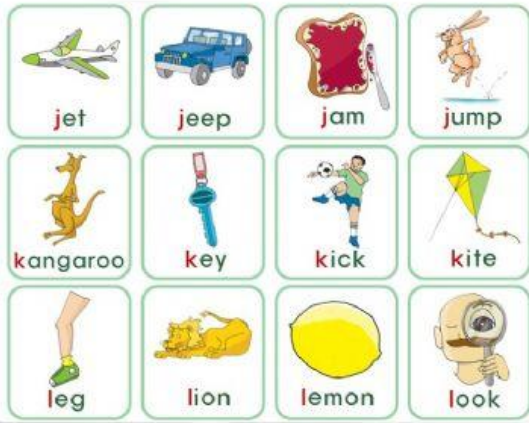 jet jeep jam jump
kangaroo key kick kite
leg lion lemon look